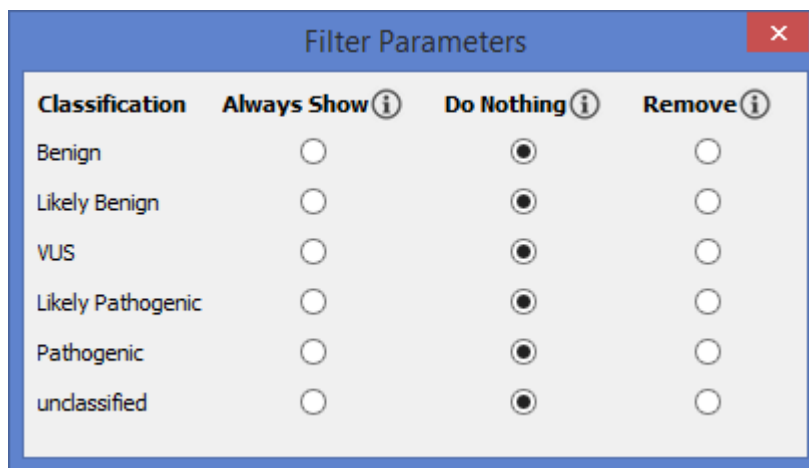 Filter Parameters
Classification Always Show Do Nothing Remove
Benign
Likely Benign
VUS
Likely Pathogenic
Pathogenic
unclassified